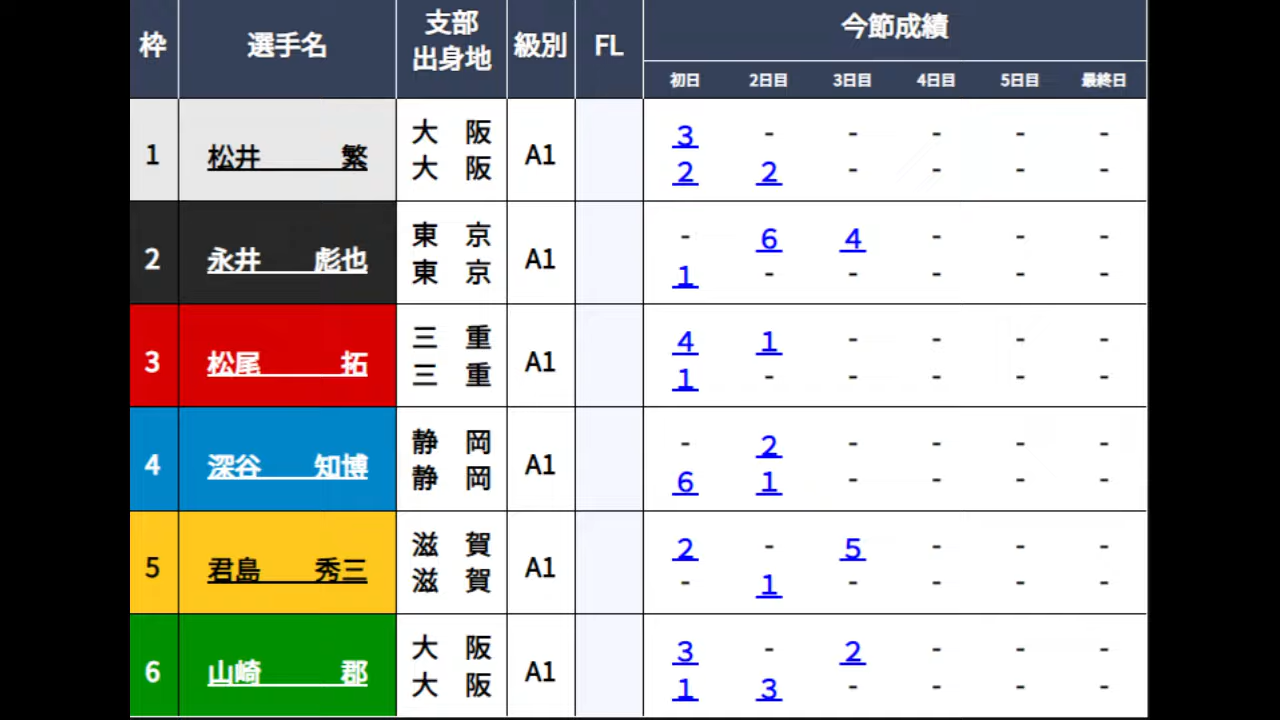 枠 選手名 支部 出身地 級別 FL 今節成績
初日 2日目 3日目 4日目 5日目 最終日
1 松井 繁 大阪 A1 3 - - - - -
大阪 2 2 - - - -
2 永井 彪也 東京 A1 - 6 4 - - -
東京 1 - - - - -
3 松尾 拓 三重 A1 4 1 - - - -
三重 1 - - - - -
4 深谷 知博 静岡 A1 - 2 - - - -
静岡 6 1 - - - -
5 君島 秀三 滋賀 A1 2 - 5 - - -
滋賀 - 1 - - - -
6 山崎 郡 大阪 A1 3 - 2 - - -
大阪 1 3 - - - -